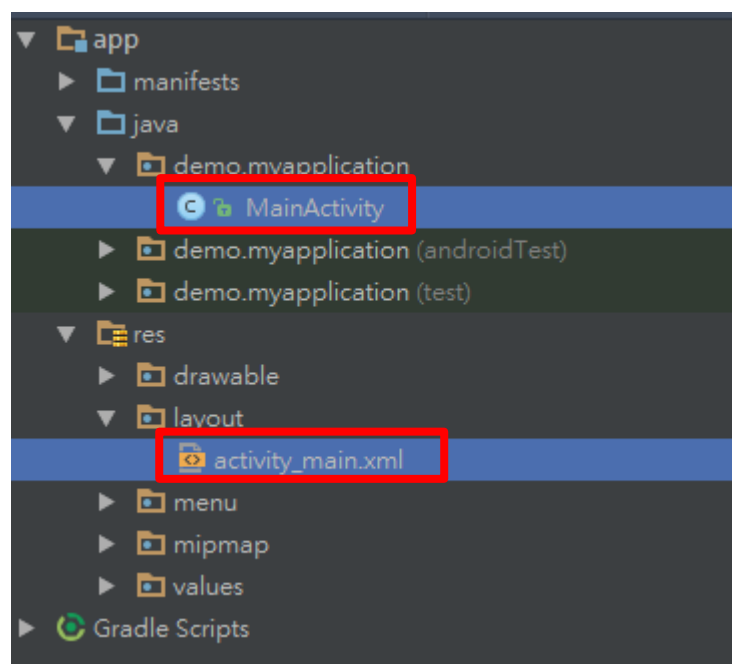 app
manifests
java
demo.myapplication
MainActivity
demo.myapplication (androidTest)
demo.myapplication (test)
res
drawable
layout
activity_main.xml
menu
mipmap
values
Gradle Scripts